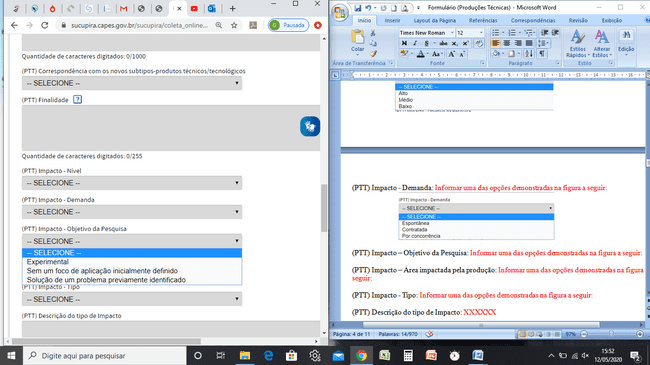 Pausada
sucupira.capes.gov.br/sucupira/coleta_online...
Quantidade de caracteres digitados: 0/1000
(PTT) Correspondência com os novos subtipos-produtos técnicos/tecnológicos
-- SELECIONE --
(PTT) Finalidade ?
Quantidade de caracteres digitados: 0/255
(PTT) Impacto - Nível
-- SELECIONE --
(PTT) Impacto - Demanda
-- SELECIONE --
(PTT) Impacto - Objetivo da Pesquisa
-- SELECIONE --
-- SELECIONE --
Experimental
Sem um foco de aplicação inicialmente definido
Solução de um problema previamente identificado
(PTT) Impacto - Tipo
-- SELECIONE --
(PTT) Descrição do tipo de Impacto
Formulário (Produções Técnicas) - Microsoft Word
Início Inserir Layout da Página Referências Correspondências Revisão Exibição
Colar
Times New Roman 12
Estilos Rápidos
Alterar Estilos
Edição
Área de Transferência
Fonte
Parágrafo
Estilo
-- SELECIONE --
Alto
Médio
Baixo
(PTT) Impacto - Demanda: Informar uma das opções demonstradas na figura a seguir:
(PTT) Impacto - Demanda
-- SELECIONE --
-- SELECIONE --
Espontânea
Contratada
Por concorrência
(PTT) Impacto – Objetivo da Pesquisa: Informar uma das opções demonstradas na figura a seguir:
(PTT) Impacto – Área impactada pela produção: Informar uma das opções demonstradas na figura a
seguir:
(PTT) Impacto - Tipo: Informar uma das opções demonstradas na figura a seguir:
(PTT) Descrição do tipo de Impacto: XXXXXX
Página: 4 de 11 Palavras: 14/970 97%
Digite aqui para pesquisar
15:52
12/05/2020